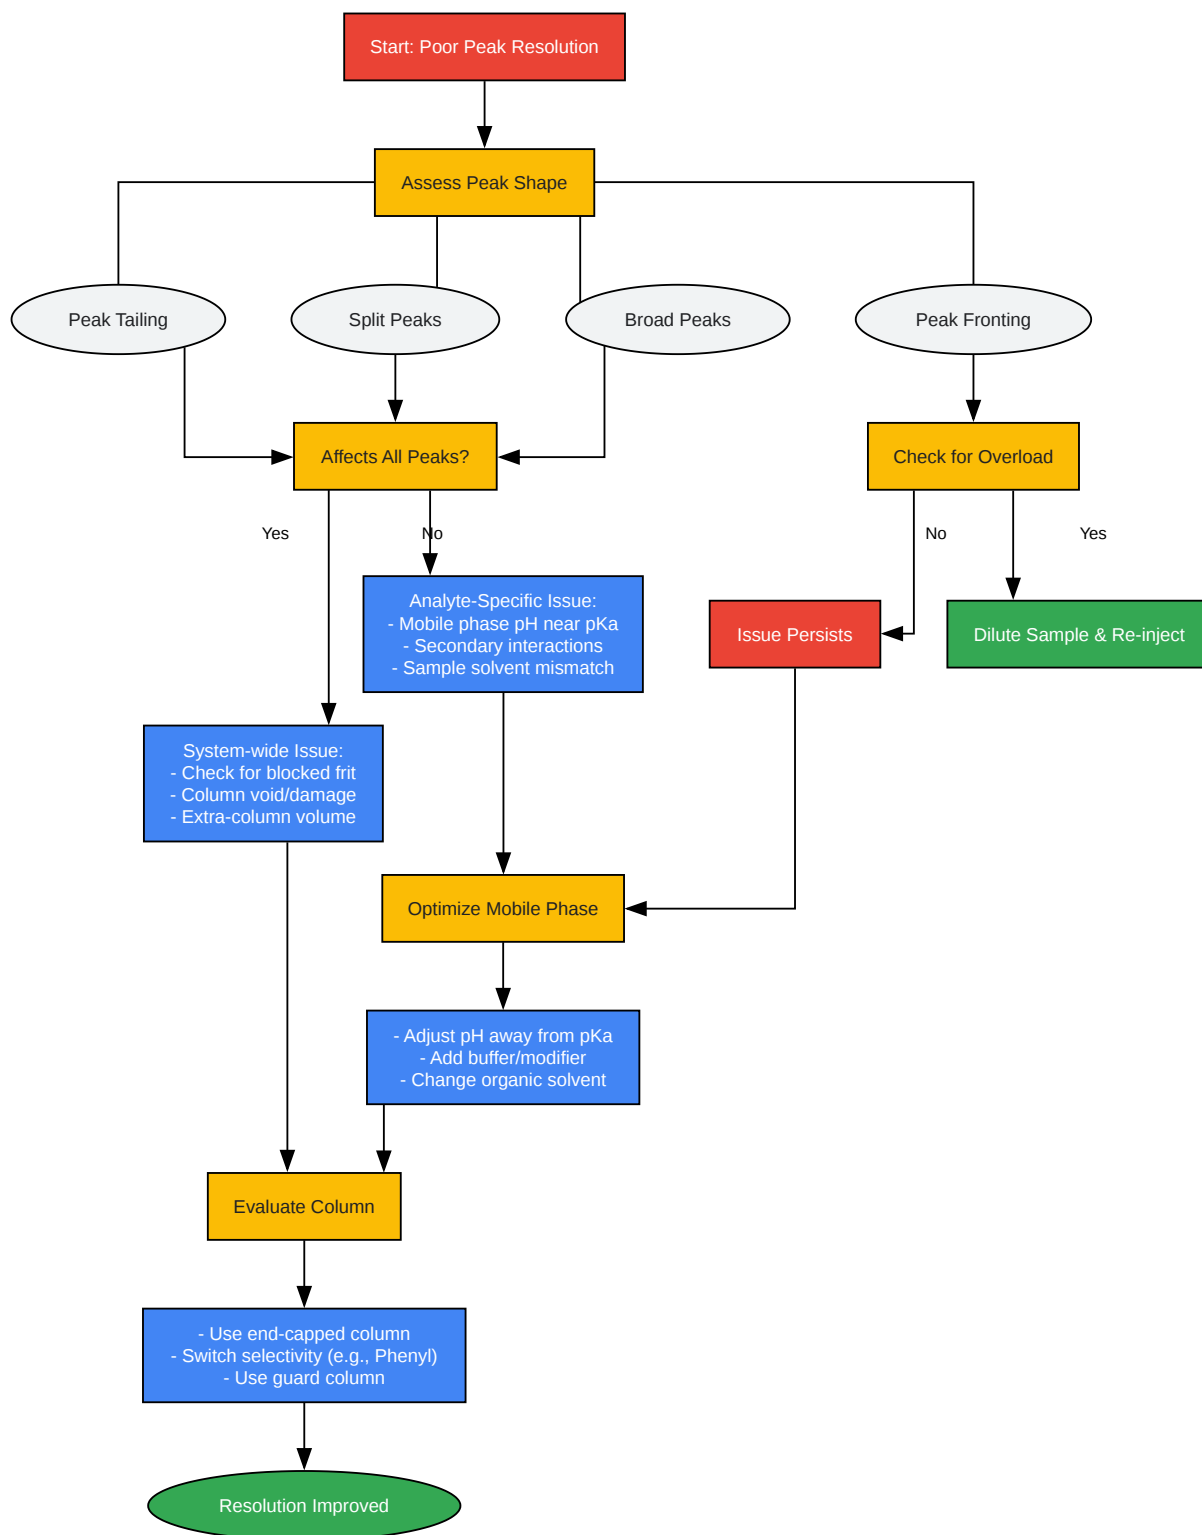 Start: Poor Peak Resolution
Assess Peak Shape
Peak Tailing
Split Peaks
Broad Peaks
Peak Fronting
Affects All Peaks?
Check for Overload
Yes
No
No
Yes
Analyte-Specific Issue:
- Mobile phase pH near pKa
- Secondary interactions
- Sample solvent mismatch
Issue Persists
Dilute Sample & Re-inject
System-wide Issue:
- Check for blocked frit
- Column void/damage
- Extra-column volume
Optimize Mobile Phase
- Adjust pH away from pKa
- Add buffer/modifier
- Change organic solvent
Evaluate Column
- Use end-capped column
- Switch selectivity (e.g., Phenyl)
- Use guard column
Resolution Improved